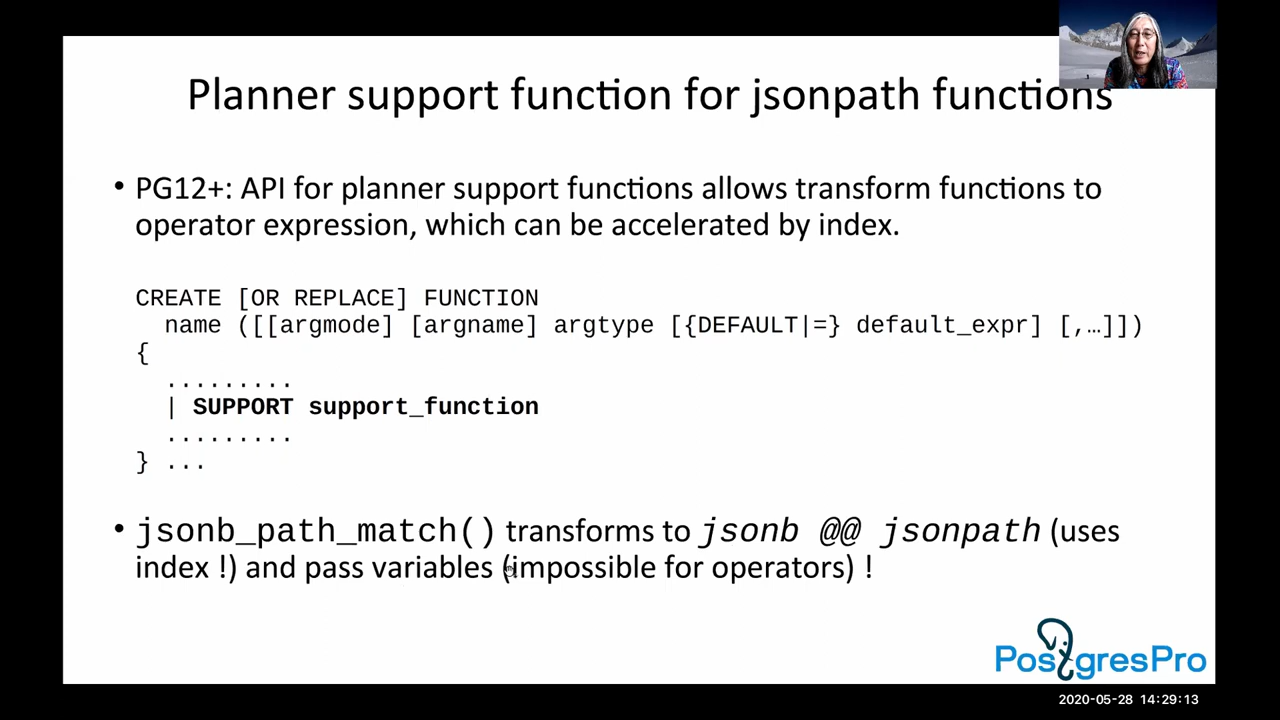 Planner support function for jsonpath functions
• PG12+: API for planner support functions allows transform functions to
operator expression, which can be accelerated by index.
CREATE [OR REPLACE] FUNCTION
name ([[argmode] [argname] argtype [{DEFAULT|=} default_expr] [,…]])
{
.........
| SUPPORT support_function
.........
} ...
• jsonb_path_match() transforms to jsonb @@ jsonpath (uses
index !) and pass variables (impossible for operators) !
PostgresPro
2020-05-28 14:29:13